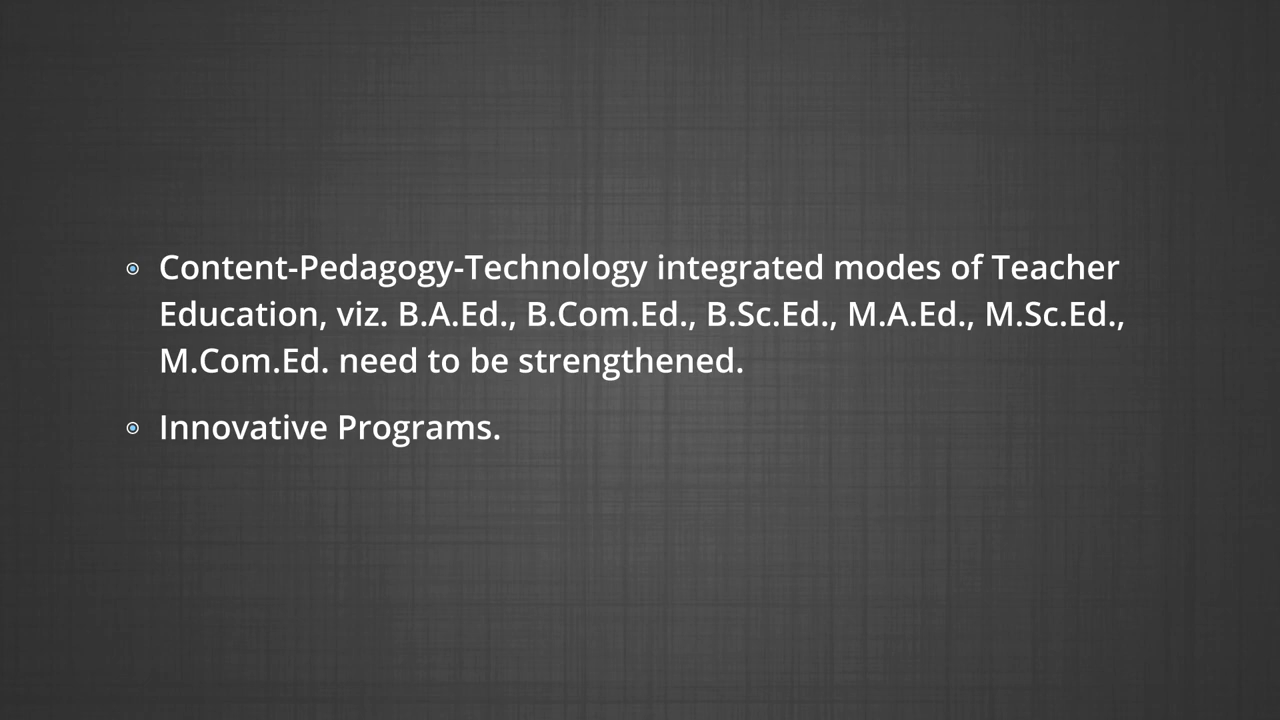 Content-Pedagogy-Technology integrated modes of Teacher
Education, viz. B.A.Ed., B.Com.Ed., B.Sc.Ed., M.A.Ed., M.Sc.Ed.,
M.Com.Ed. need to be strengthened.
Innovative Programs.